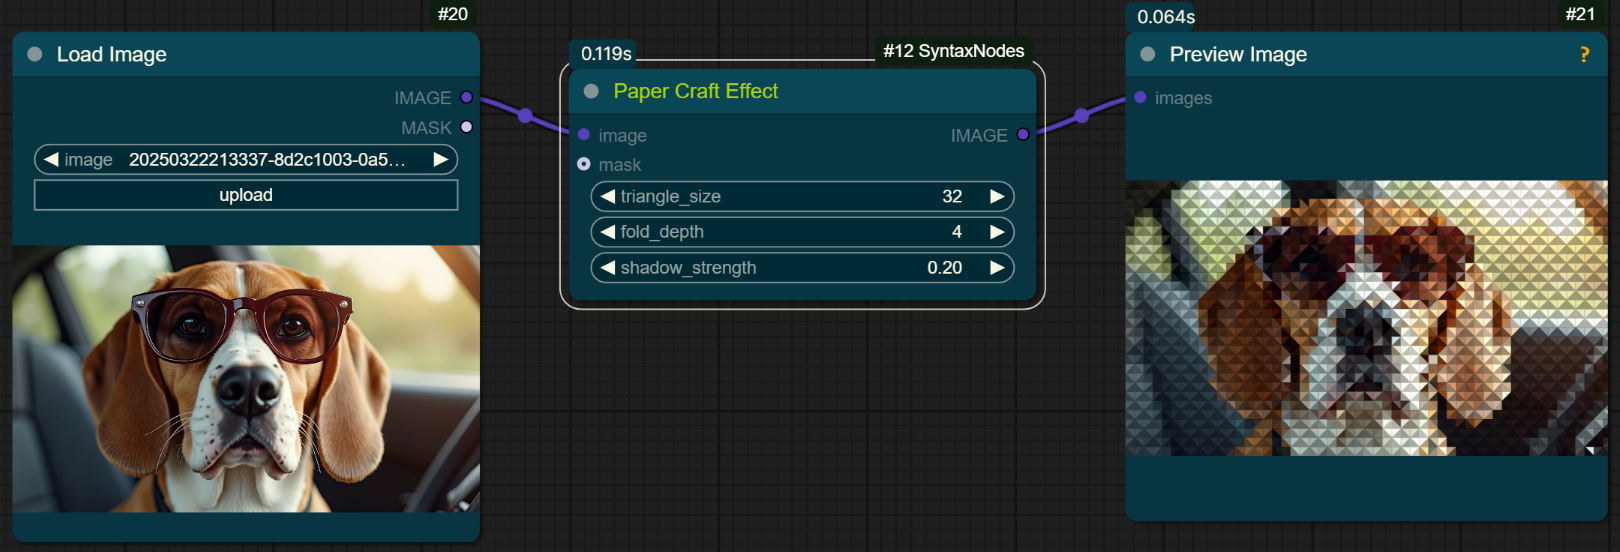 #20
Load Image
IMAGE
MASK
image 20250322213337-8d2c1003-0a5...
upload
0.119s
#12 SyntaxNodes
Paper Craft Effect
image
IMAGE
mask
triangle_size 32
fold_depth 4
shadow_strength 0.20
0.064s
#21
Preview Image
?
images